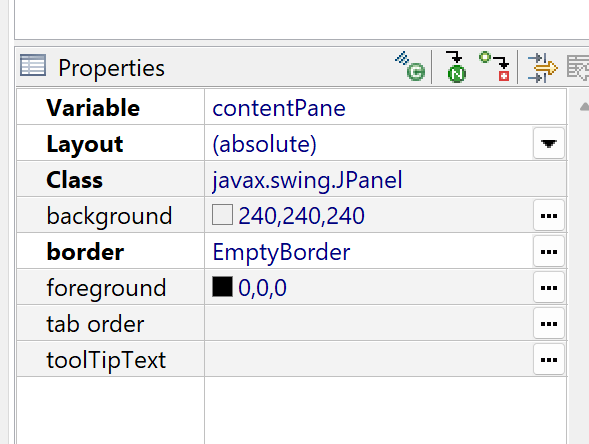 Properties
Variable contentPane
Layout (absolute)
Class javax.swing.JPanel
background 240,240,240
border EmptyBorder
foreground 0,0,0
tab order
toolTipText